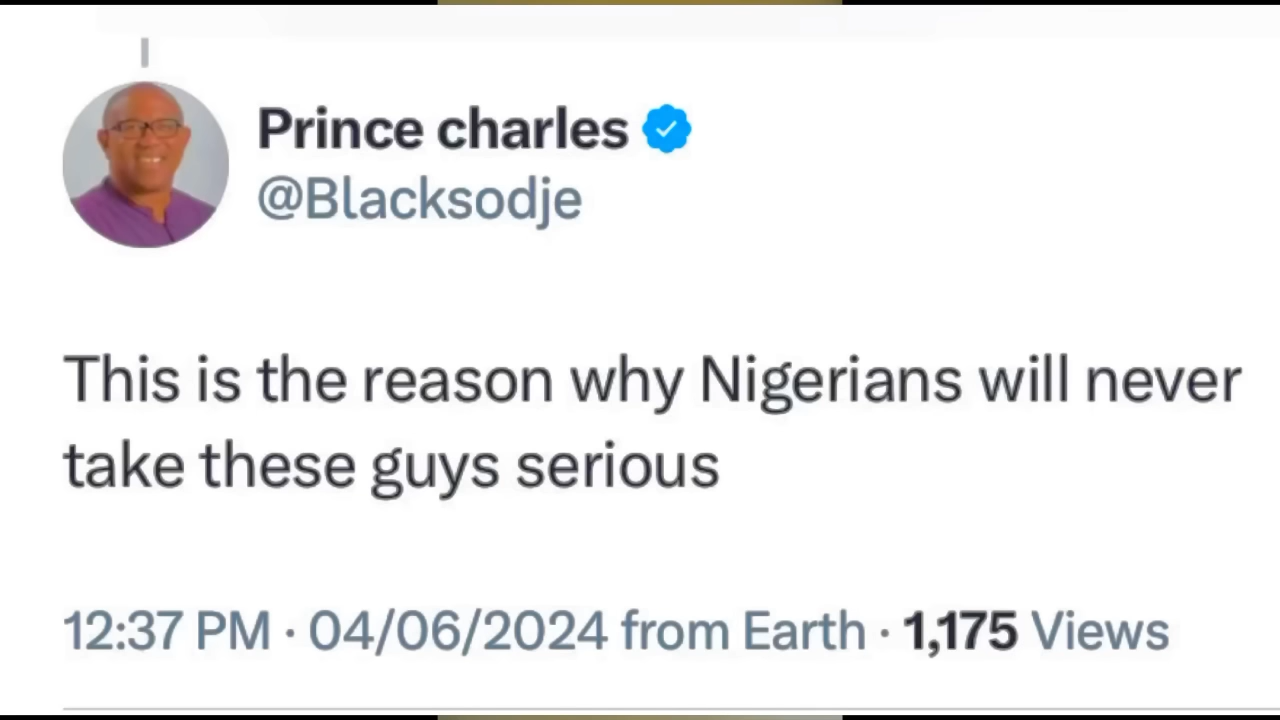 Prince charles
@Blacksodje
This is the reason why Nigerians will never
take these guys serious
12:37 PM · 04/06/2024 from Earth · 1,175 Views